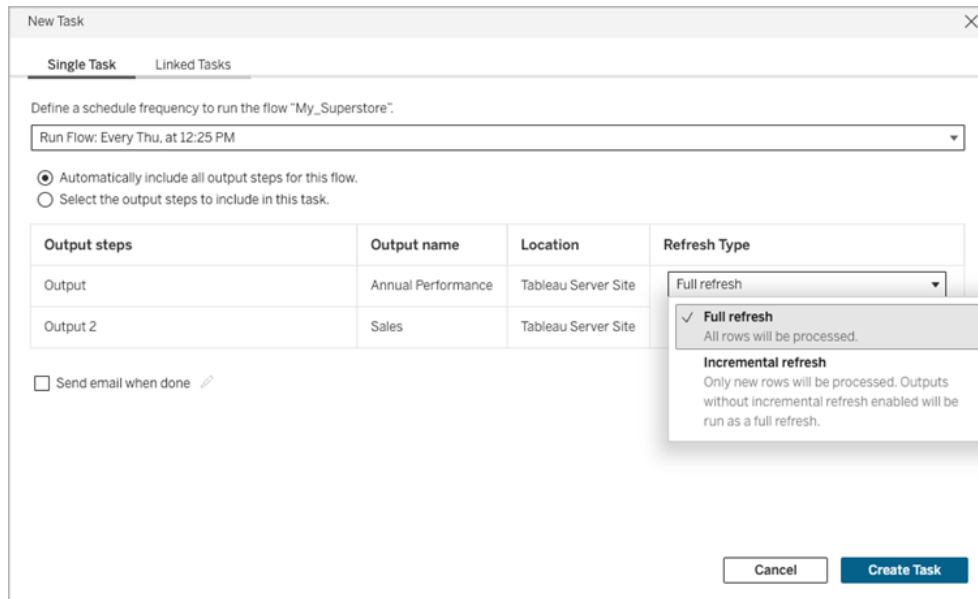 New Task
Single Task
Linked Tasks
Define a schedule frequency to run the flow "My_Superstore".
Run Flow: Every Thu, at 12:25 PM
Automatically include all output steps for this flow.
Select the output steps to include in this task.
Output steps Output name Location Refresh Type
Output Annual Performance Tableau Server Site Full refresh
Output 2 Sales Tableau Server Site
Full refresh
All rows will be processed.
Incremental refresh
Only new rows will be processed. Outputs
without incremental refresh enabled will be
run as a full refresh.
Send email when done
Cancel
Create Task